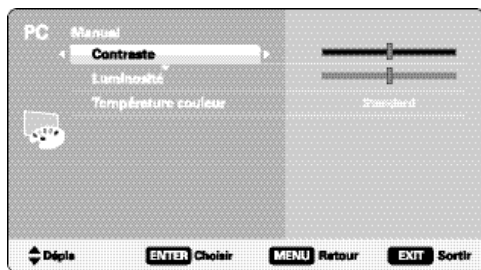 PC Manuel
Contraste
Luminosité
Température couleur Standard
Dépla ENTER Choisir MENU Retour EXIT Sortir